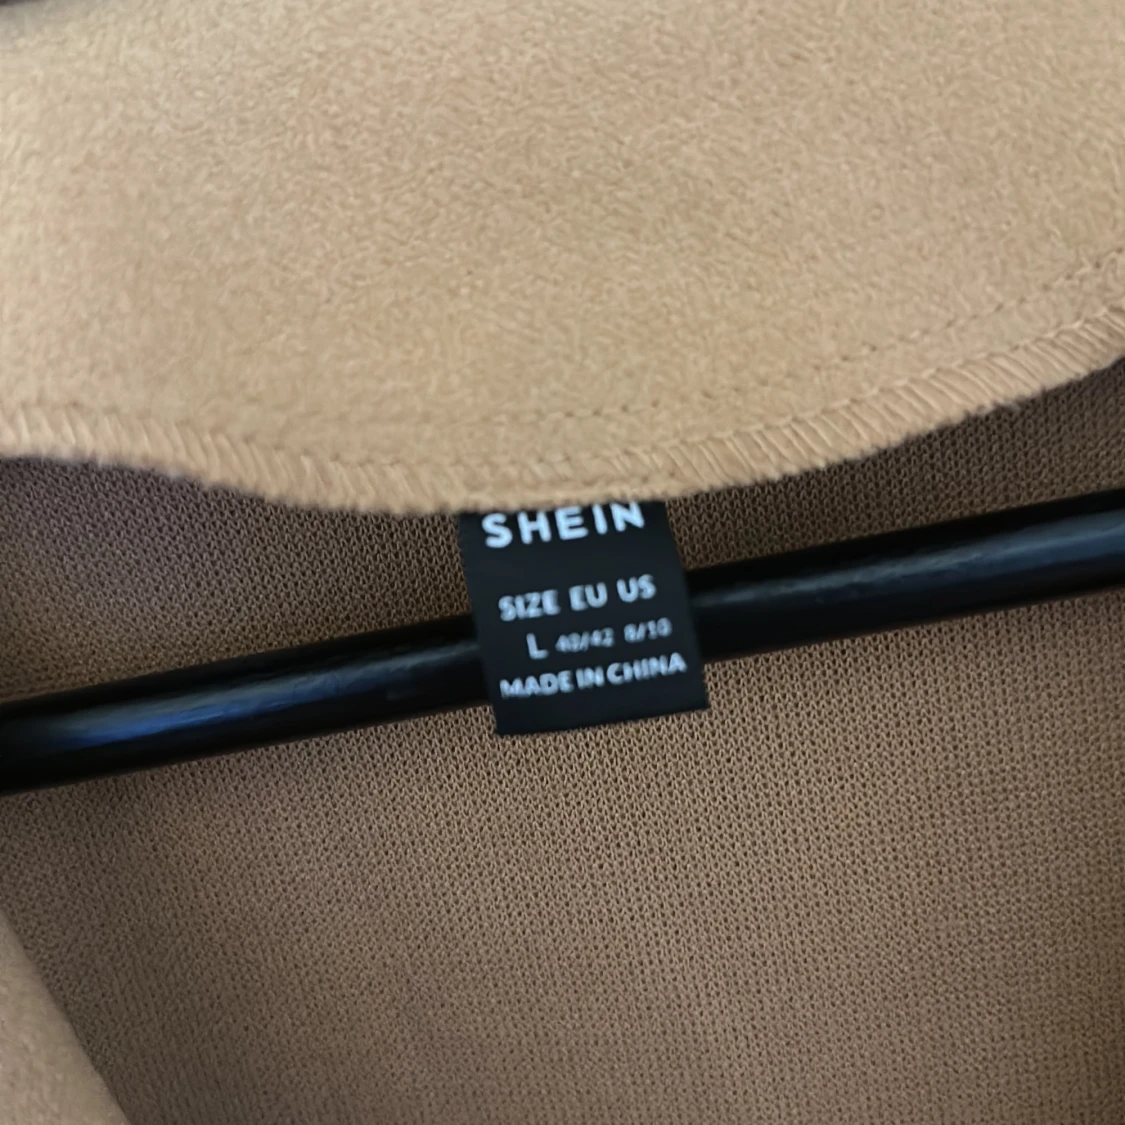 SHEIN
SIZE EU US
L 40/42 8/10
MADE IN CHINA